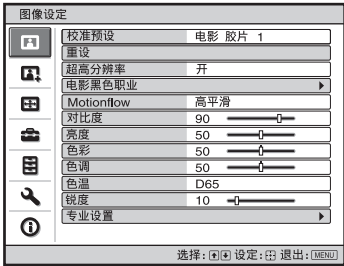 图像设定
校准预设 电影 胶片 1
重设
超高分辨率 开
电影黑色职业
Motionflow 高平滑
对比度 90
亮度 50
色彩 50
色调 50
色温 D65
锐度 10
专业设置
选择: 设定: 退出: MENU